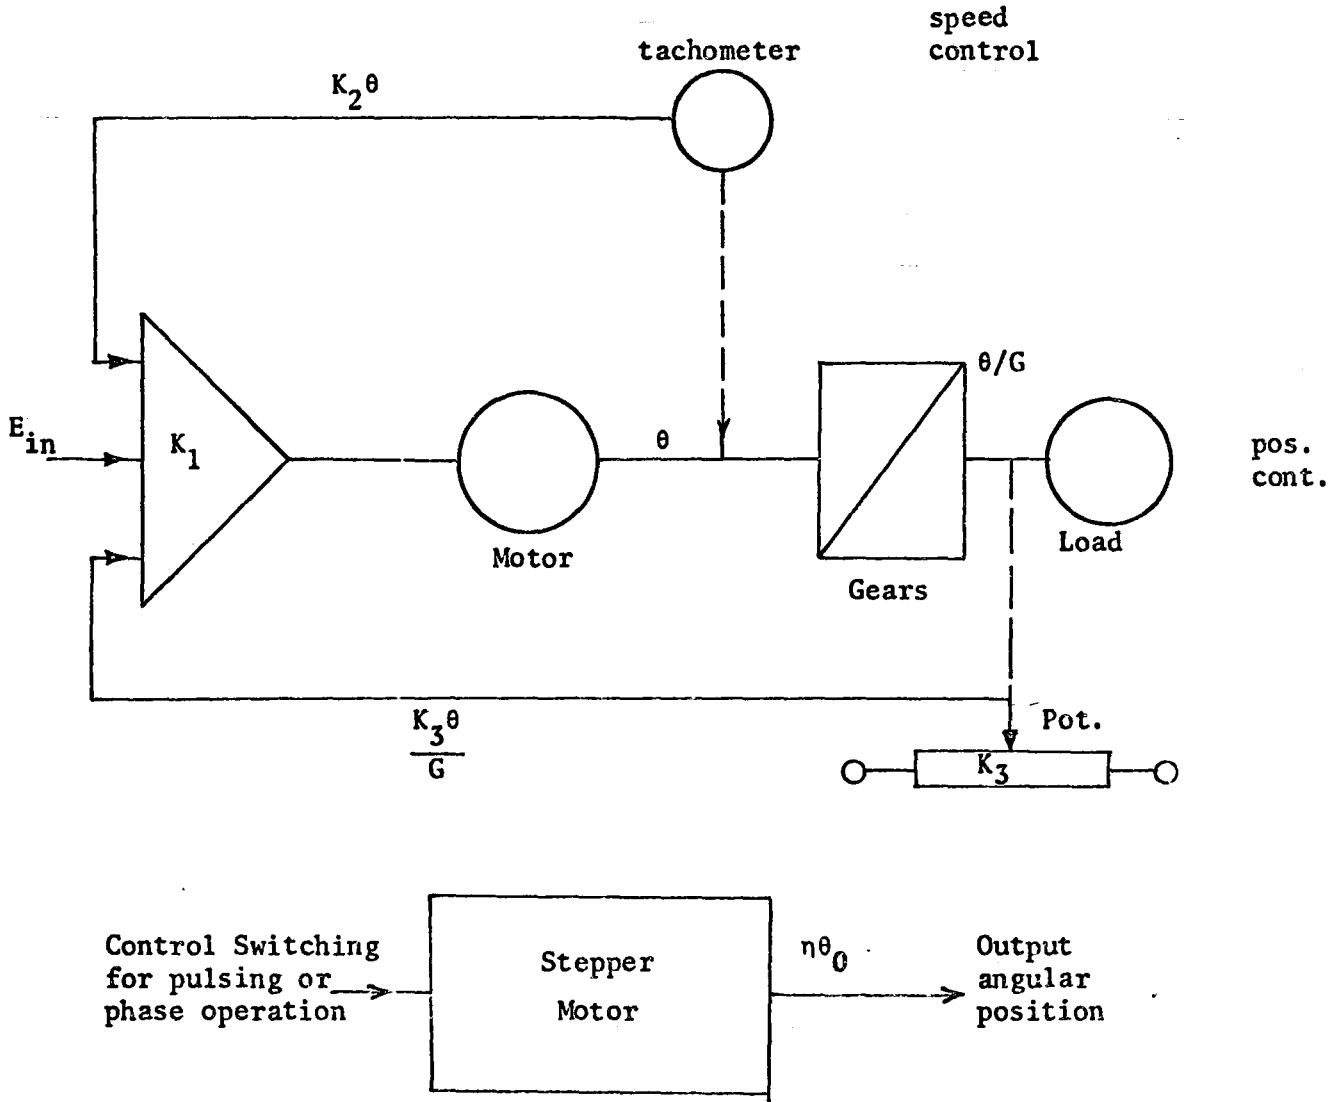 speed
control
tachometer
K₂θ
θ/G
E_in
K₁
θ
pos.
cont.
Motor
Load
Gears
K₃θ
G
Pot.
K₃
Control Switching
for pulsing or
phase operation
Stepper
Motor
ηθ₀
Output
angular
position